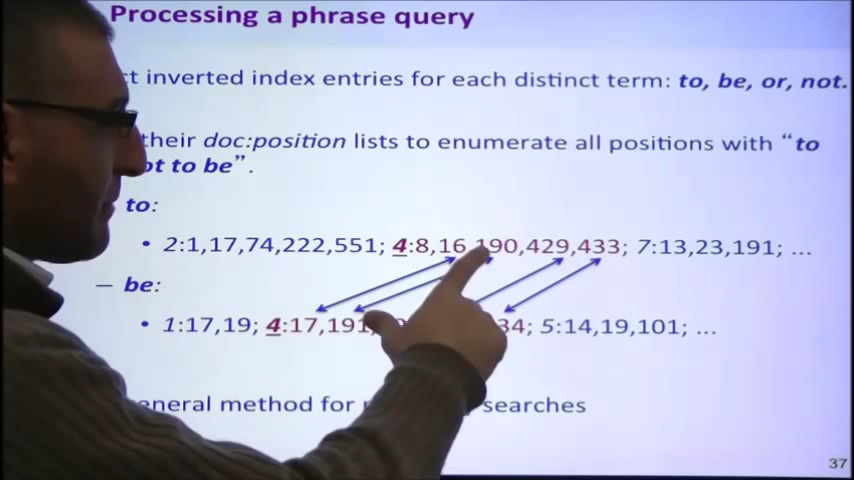 Processing a phrase query
inverted index entries for each distinct term: to, be, or, not.
their doc:position lists to enumerate all positions with “to
to be”.
to:
• 2:1,17,74,222,551; 4:8,16 190,429,433; 7:13,23,191; ...
– be:
• 1:17,19; 4:17,191, 34; 5:14,19,101; ...
method for searches
37